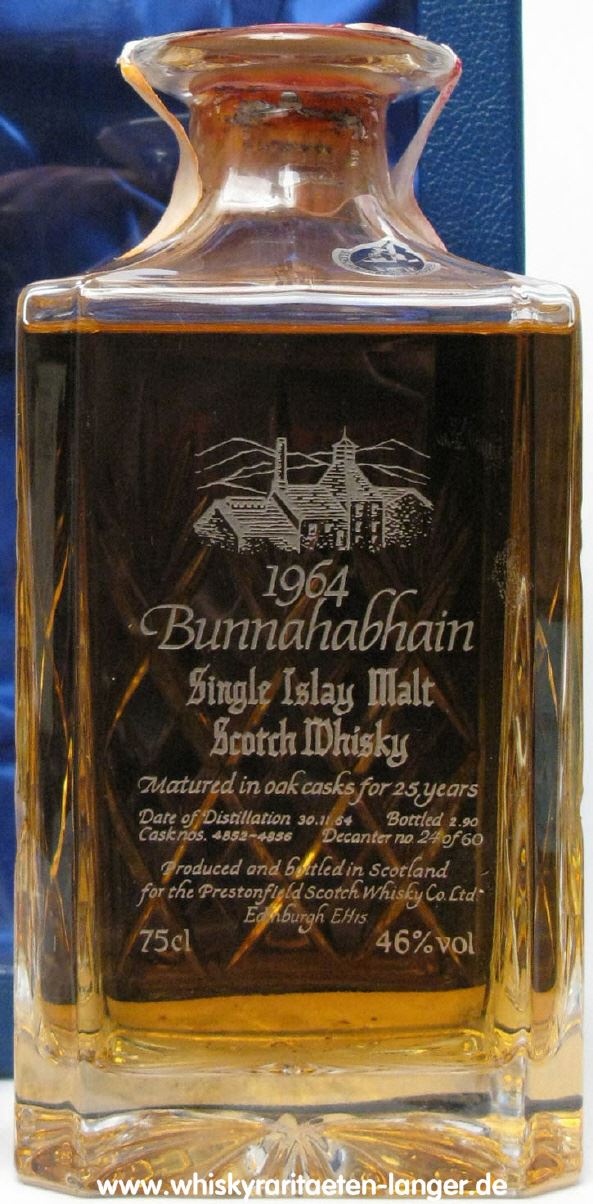 1964
Bunnahabhain
Single Islay Malt
Scotch Whisky
Matured in oak casks for 25 years
Date of Distillation 30.11.64 Bottled 2.90
Cask nos. 4852-4856 Decanter no. 24 of 60
Produced and bottled in Scotland
for the Prestonfield Scotch Whisky Co. Ltd.
Edinburgh EH15
75cl 46% vol
www.whiskyraritaeten-langer.de